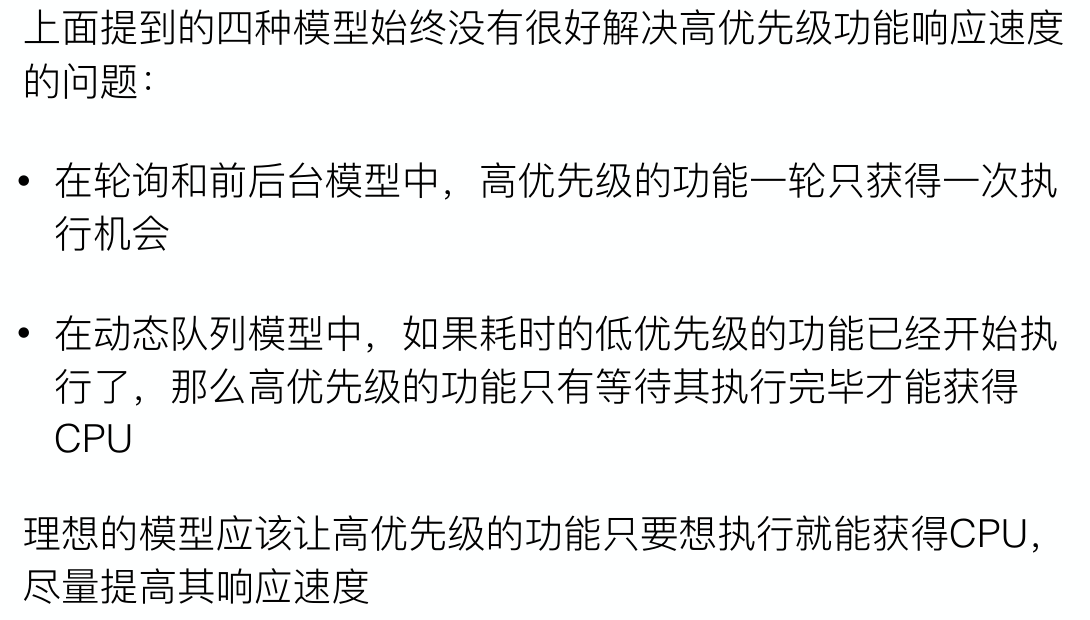 上面提到的四种模型始终没有很好解决高优先级功能响应速度
的问题：
• 在轮询和前后台模型中，高优先级的功能一轮只获得一次执
行机会
• 在动态队列模型中，如果耗时的低优先级的功能已经开始执
行了，那么高优先级的功能只有等待其执行完毕才能获得
CPU
理想的模型应该让高优先级的功能只要想执行就能获得CPU，
尽量提高其响应速度